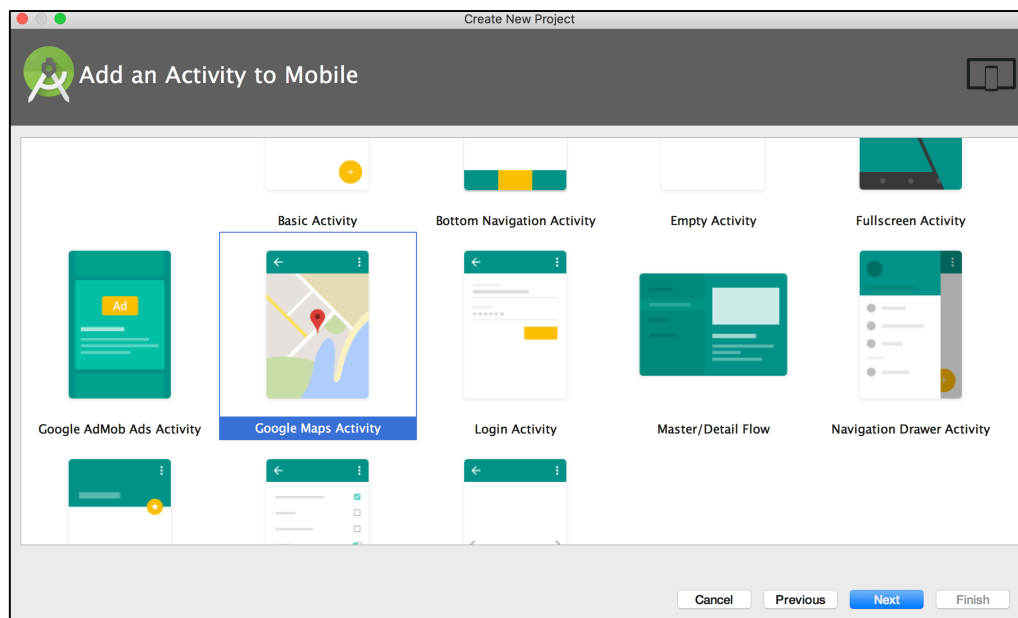 Create New Project
Add an Activity to Mobile
Basic Activity
Bottom Navigation Activity
Empty Activity
Fullscreen Activity
Ad
Google AdMob Ads Activity
Google Maps Activity
Login Activity
Master/Detail Flow
Navigation Drawer Activity
Cancel
Previous
Next
Finish